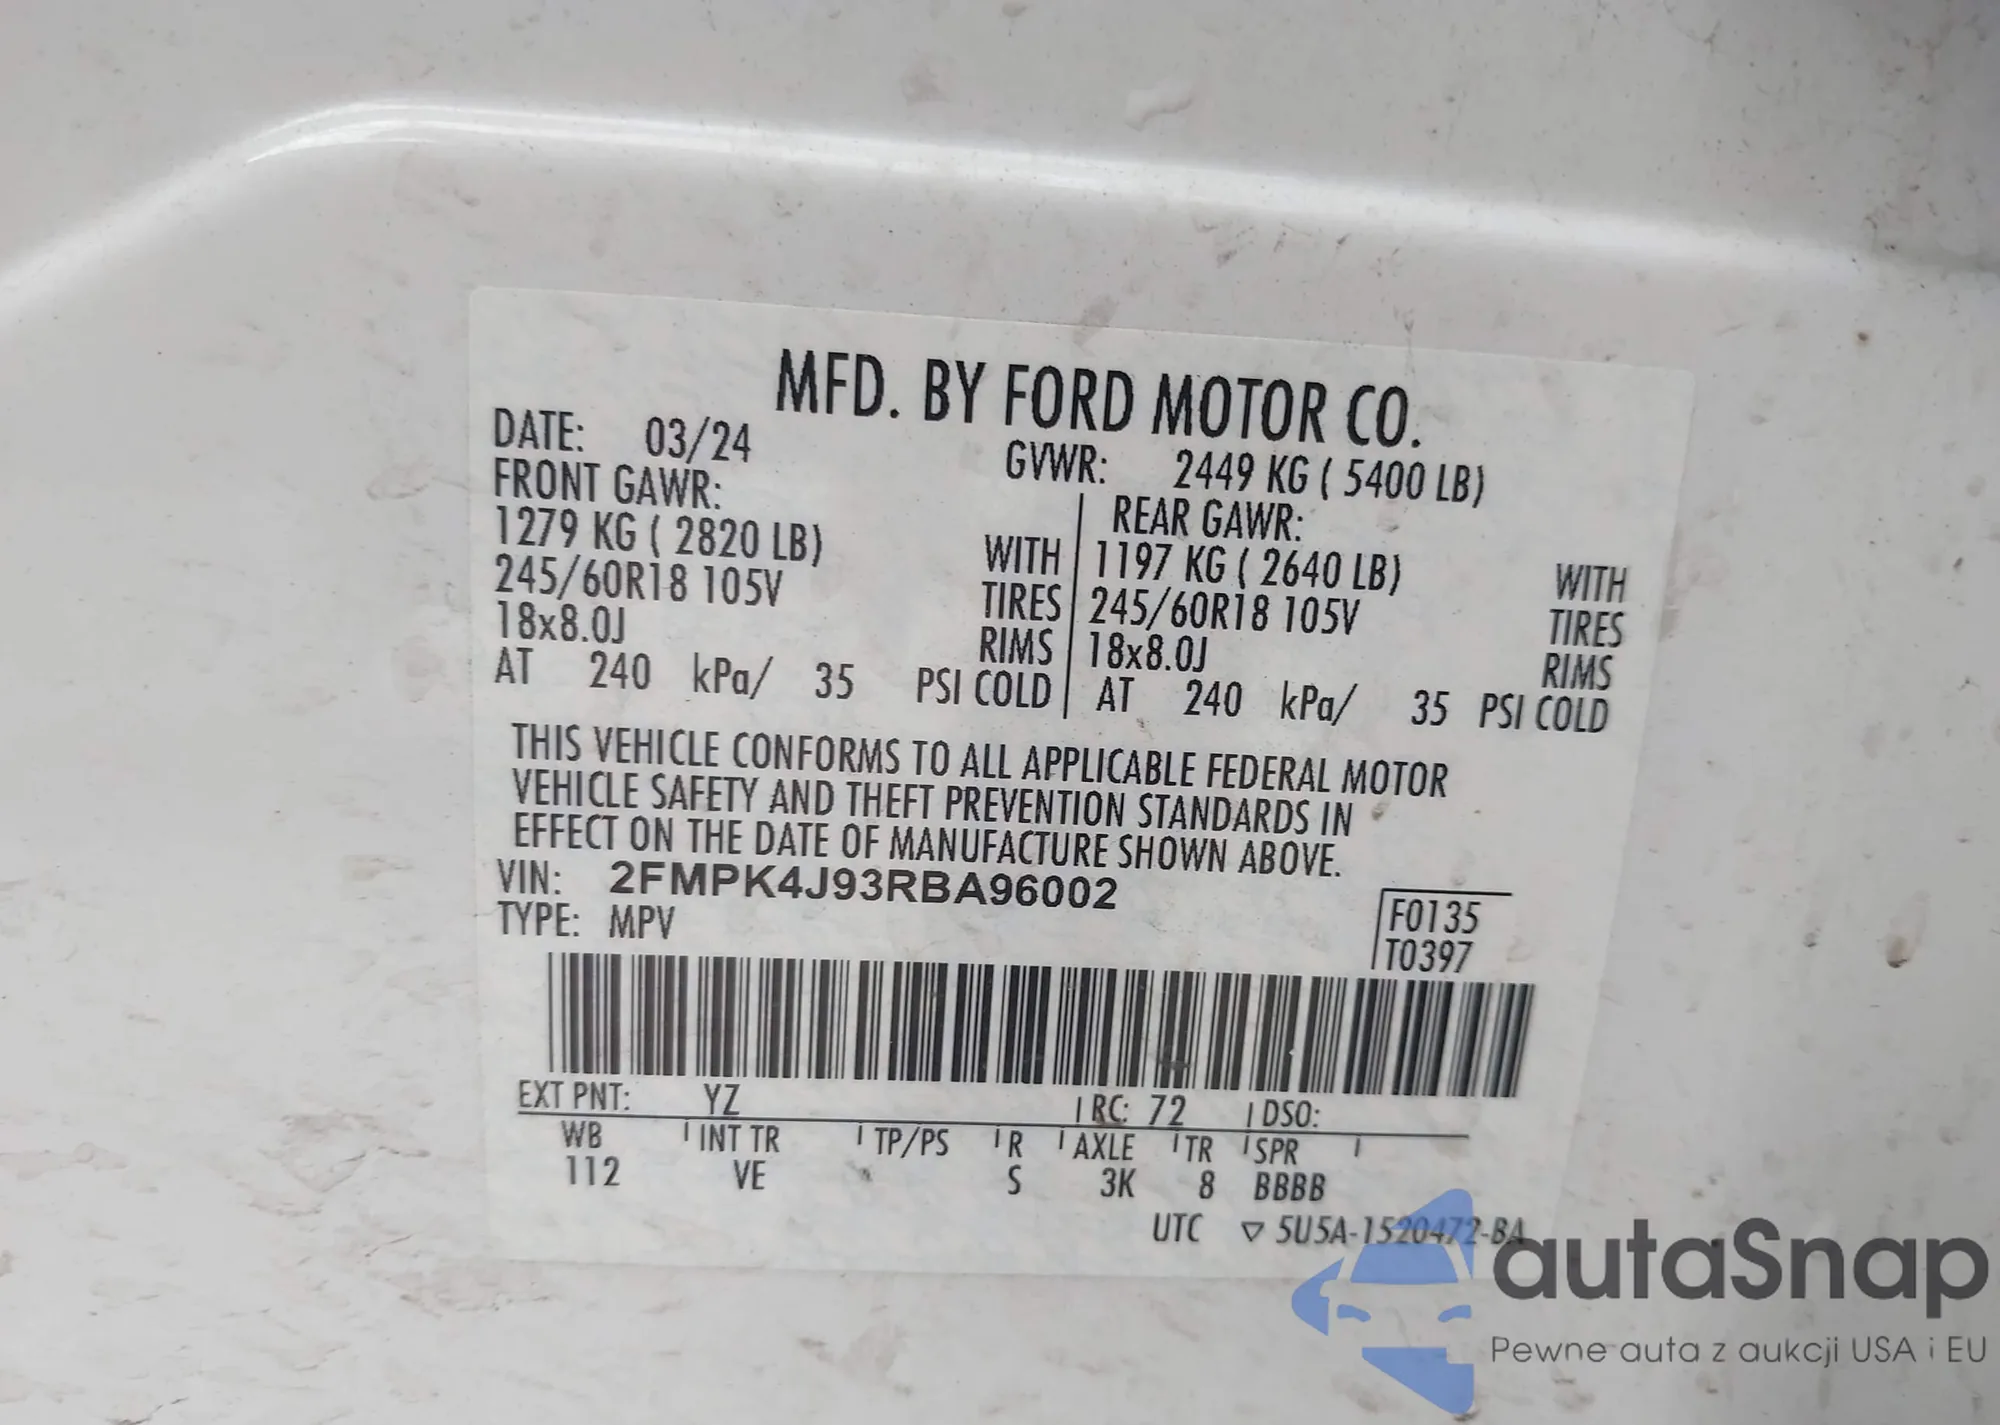 MFD. BY FORD MOTOR CO.
DATE: 03/24 GVWR: 2449 KG ( 5400 LB)
FRONT GAWR: REAR GAWR:
1279 KG ( 2820 LB) WITH 1197 KG ( 2640 LB) WITH
245/60R18 105V TIRES 245/60R18 105V TIRES
18x8.0J RIMS 18x8.0J RIMS
AT 240 kPa/ 35 PSI COLD AT 240 kPa/ 35 PSI COLD
THIS VEHICLE CONFORMS TO ALL APPLICABLE FEDERAL MOTOR
VEHICLE SAFETY AND THEFT PREVENTION STANDARDS IN
EFFECT ON THE DATE OF MANUFACTURE SHOWN ABOVE.
VIN: 2FMPK4J93RBA96002
TYPE: MPV
F0135
T0397
EXT PNT: YZ RC: 72 DSO:
WB INT TR TP/PS R AXLE TR SPR
112 VE S 3K 8 BBBB
UTC ▽ 5U5A-1520472-BA
autaSnap
Pewne auta z aukcji USA i EU